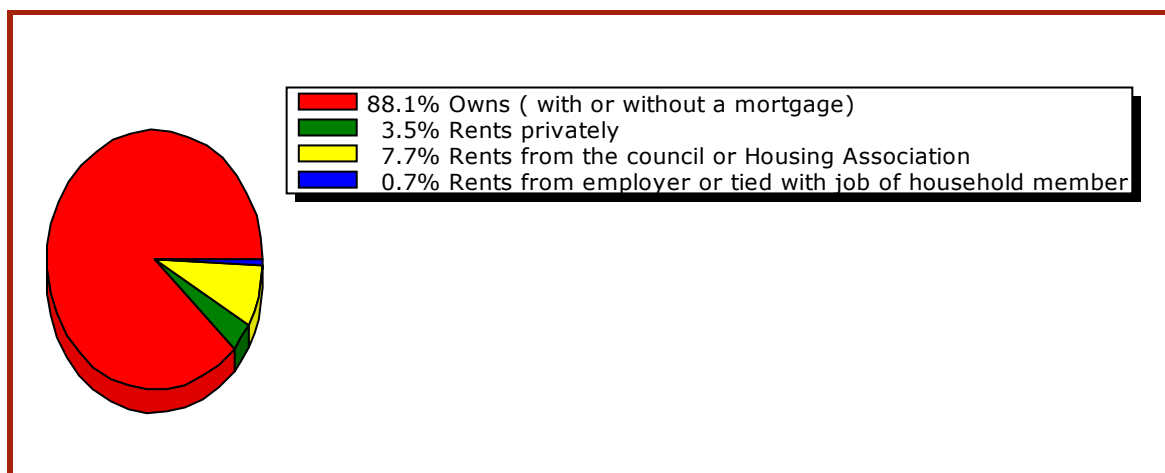 88.1% Owns ( with or without a mortgage)
3.5% Rents privately
7.7% Rents from the council or Housing Association
0.7% Rents from employer or tied with job of household member